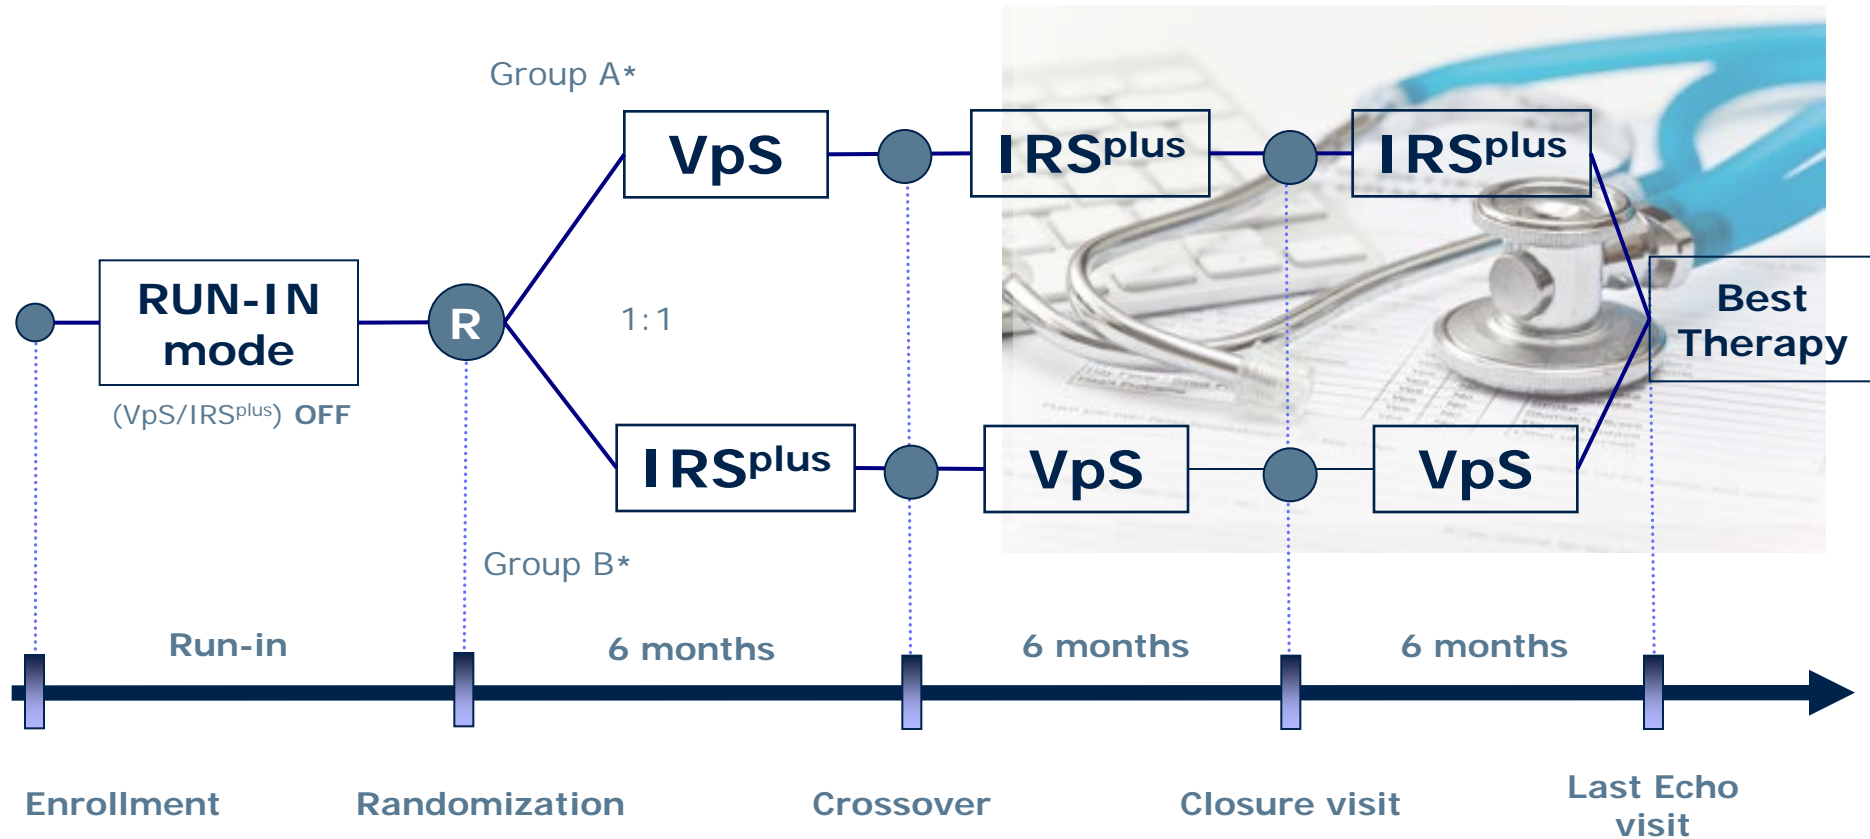 Group A*
VpS
IRSplus
IRSplus
RUN-IN
mode
(VpS/IRSplus) OFF
R
1:1
Best
Therapy
IRSplus
VpS
VpS
Group B*
Run-in
6 months
6 months
6 months
Enrollment
Randomization
Crossover
Closure visit
Last Echo
visit